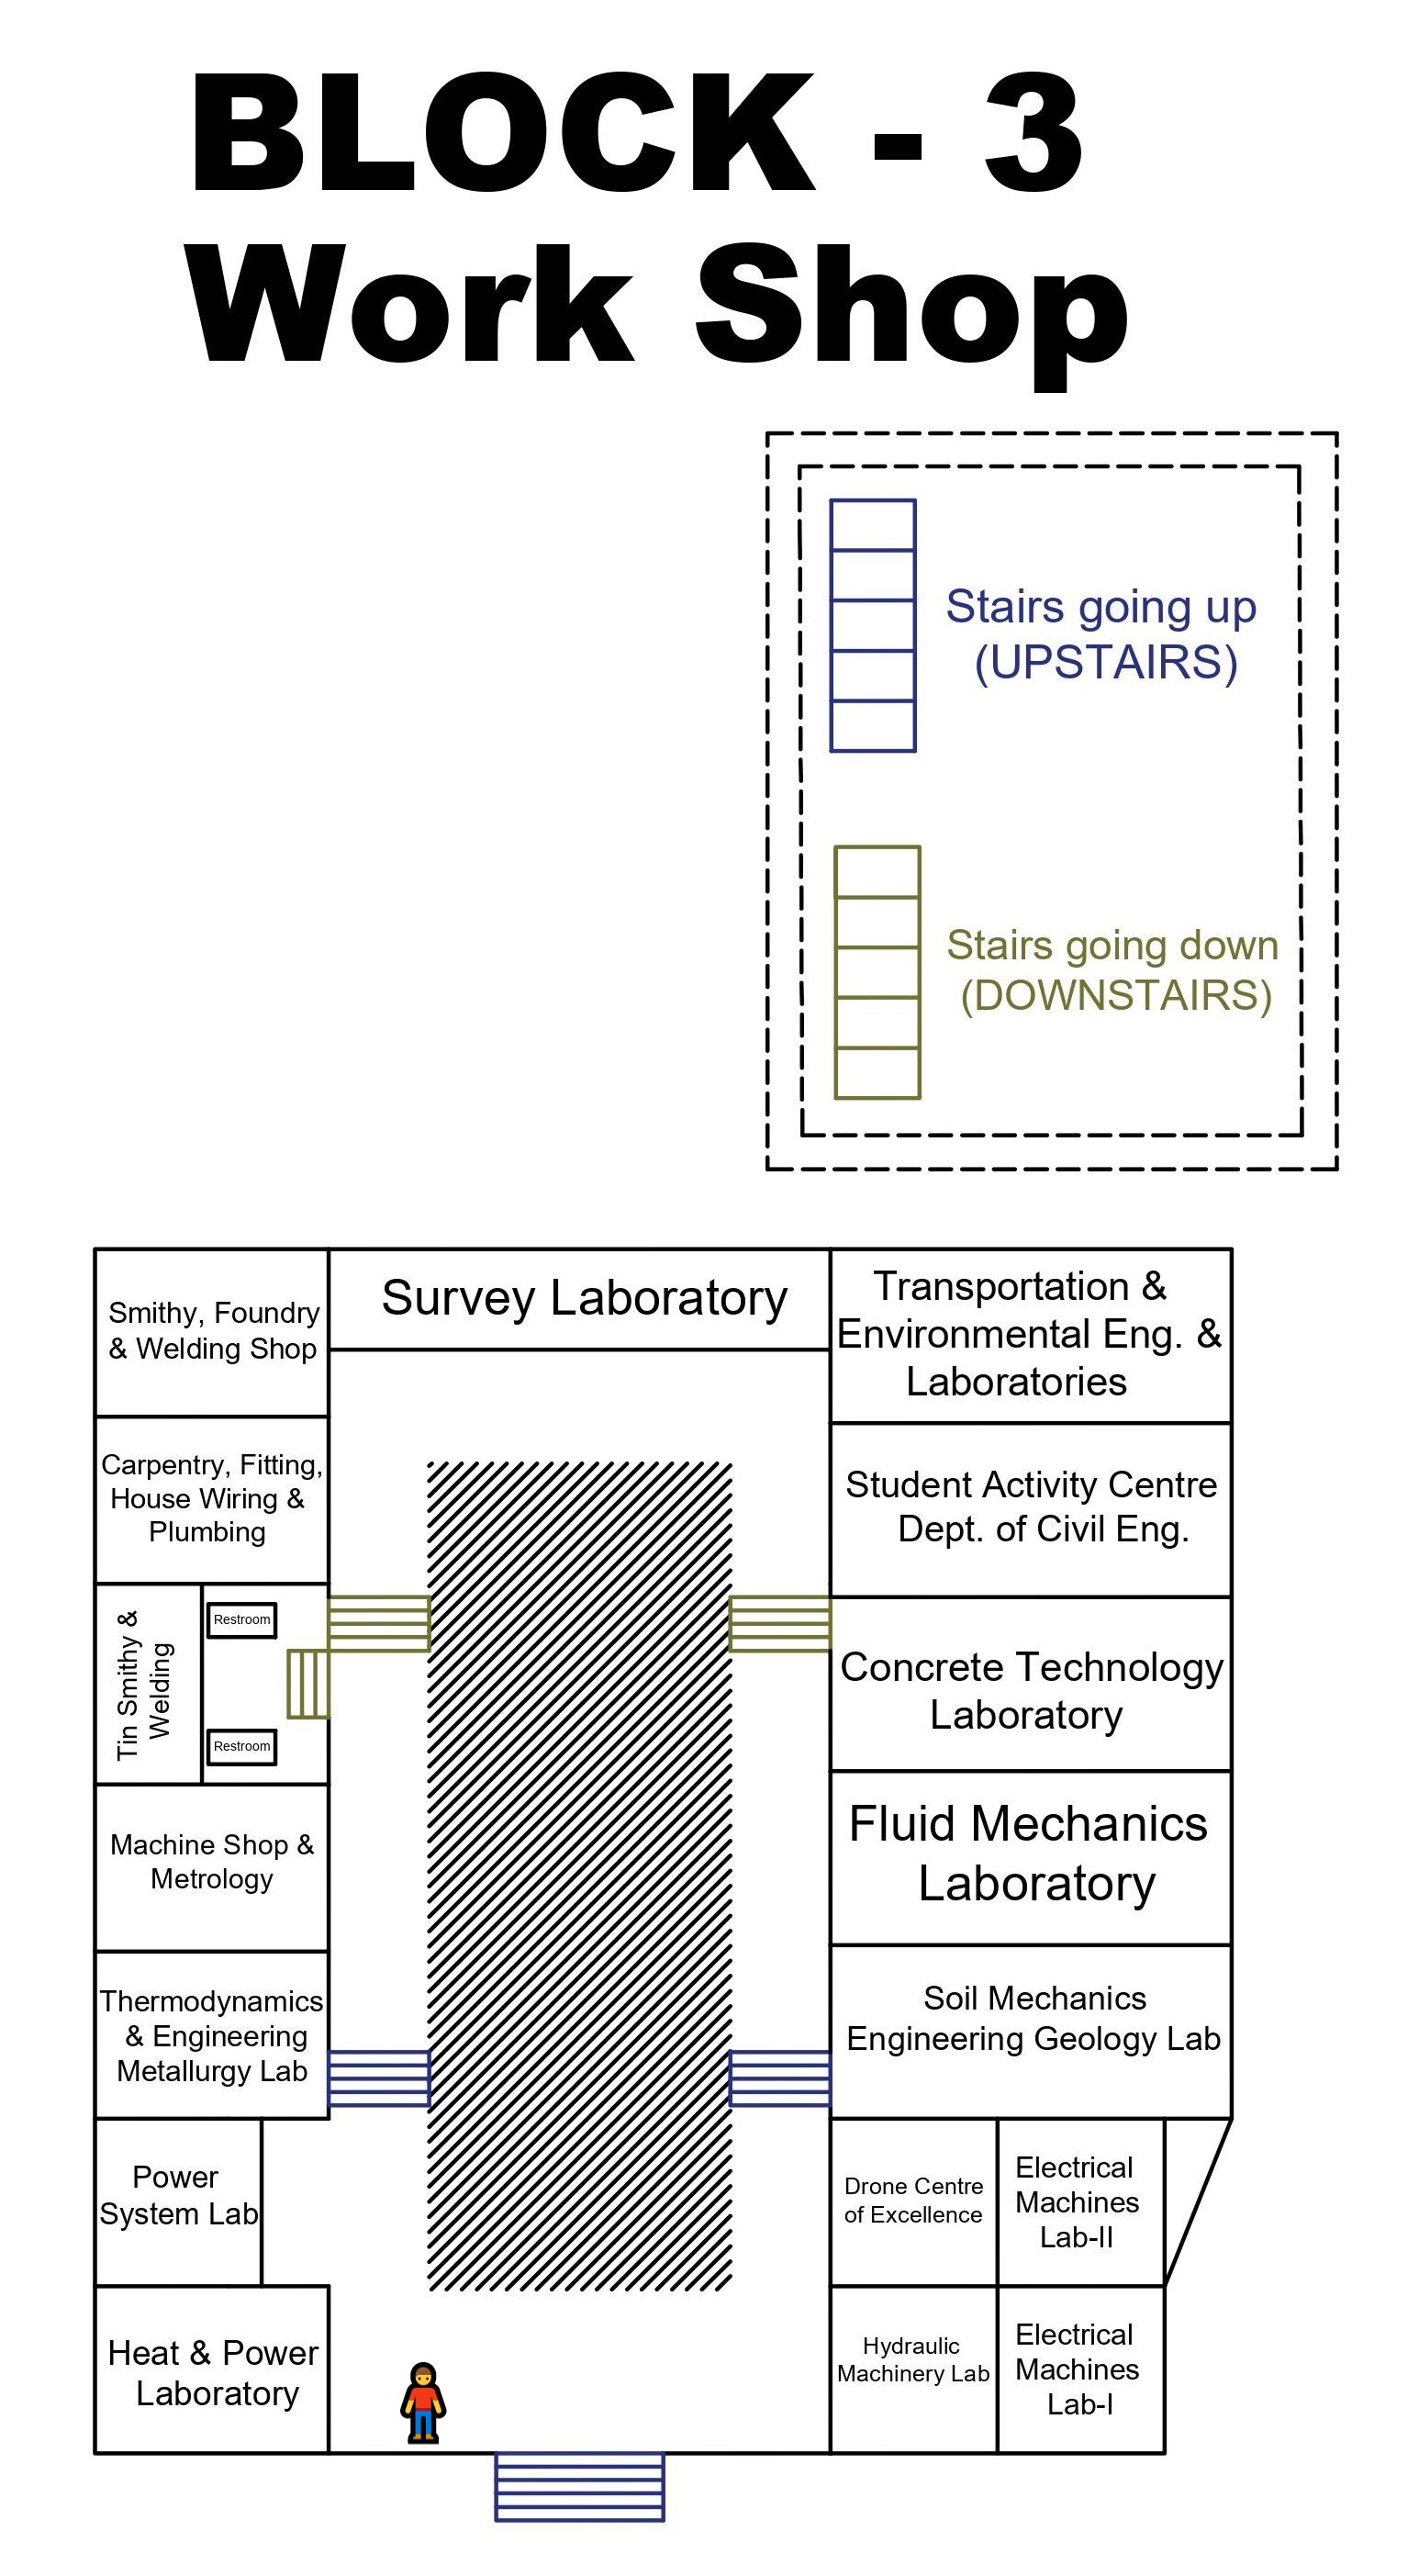 BLOCK - 3
Work Shop
Stairs going up
(UPSTAIRS)
Stairs going down
(DOWNSTAIRS)
Smithy, Foundry
& Welding Shop
Survey Laboratory
Transportation &
Environmental Eng. &
Laboratories
Carpentry, Fitting,
House Wiring &
Plumbing
Student Activity Centre
Dept. of Civil Eng.
Tin Smithy &
Welding
Restroom
Restroom
Concrete Technology
Laboratory
Machine Shop &
Metrology
Fluid Mechanics
Laboratory
Thermodynamics
& Engineering
Metallurgy Lab
Soil Mechanics
Engineering Geology Lab
Power
System Lab
Drone Centre
of Excellence
Electrical
Machines
Lab-II
Heat & Power
Laboratory
Hydraulic
Machinery Lab
Electrical
Machines
Lab-I